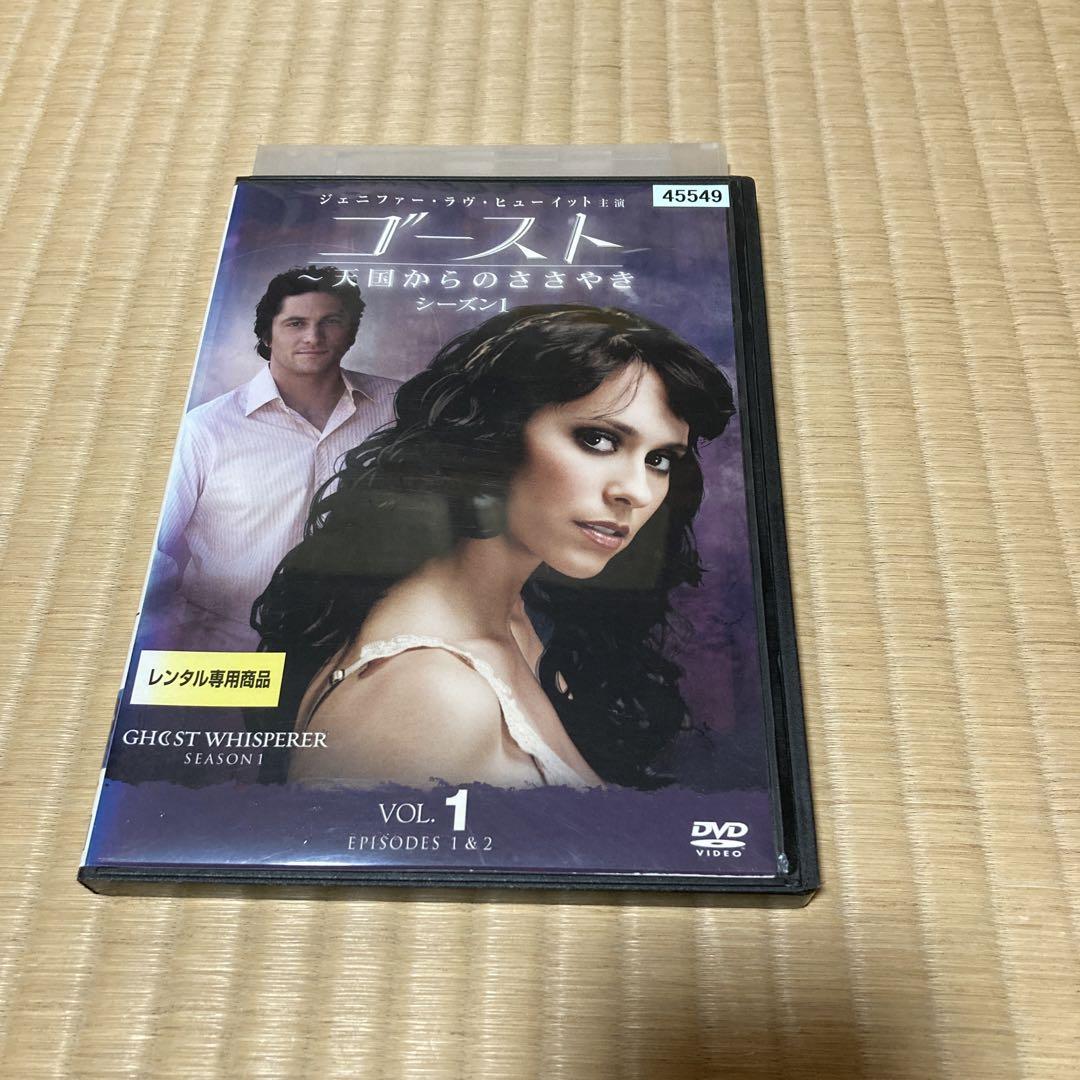 45549
ジェニファー・ラヴ・ヒューイット主演
ゴースト
～天国からのささやき
シーズン1
レンタル専用商品
GHOST WHISPERER
SEASON 1
VOL. 1
EPISODES 1 & 2
DVD
VIDEO